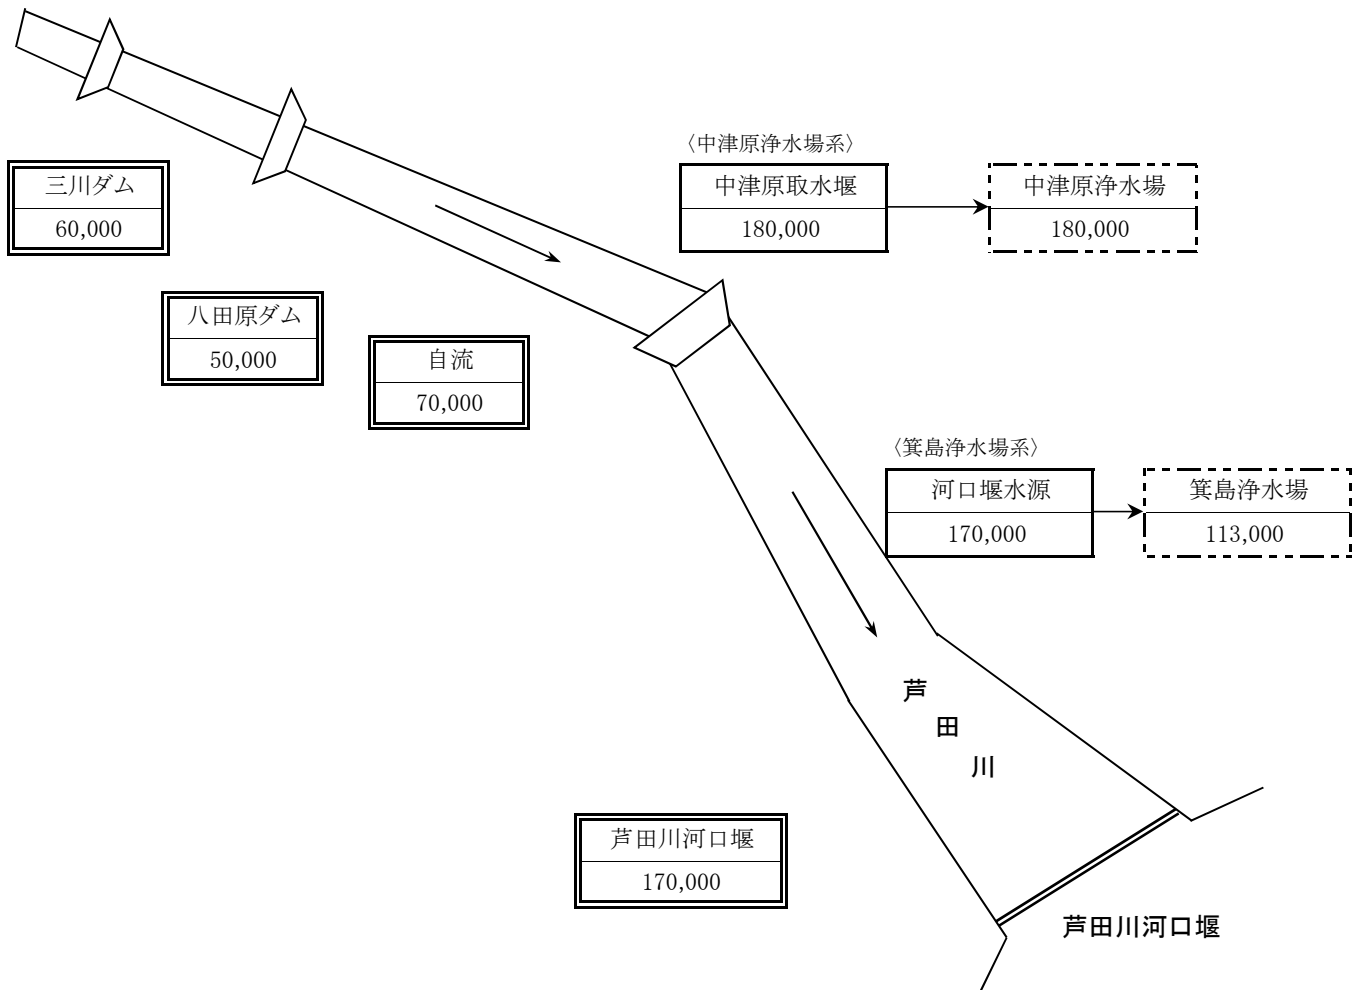 〈中津原浄水場系〉
三川ダム
60,000
中津原取水堰
180,000
中津原浄水場
180,000
八田原ダム
50,000
自流
70,000
〈箕島浄水場系〉
河口堰水源
170,000
箕島浄水場
113,000
芦
田
川
芦田川河口堰
170,000
芦田川河口堰